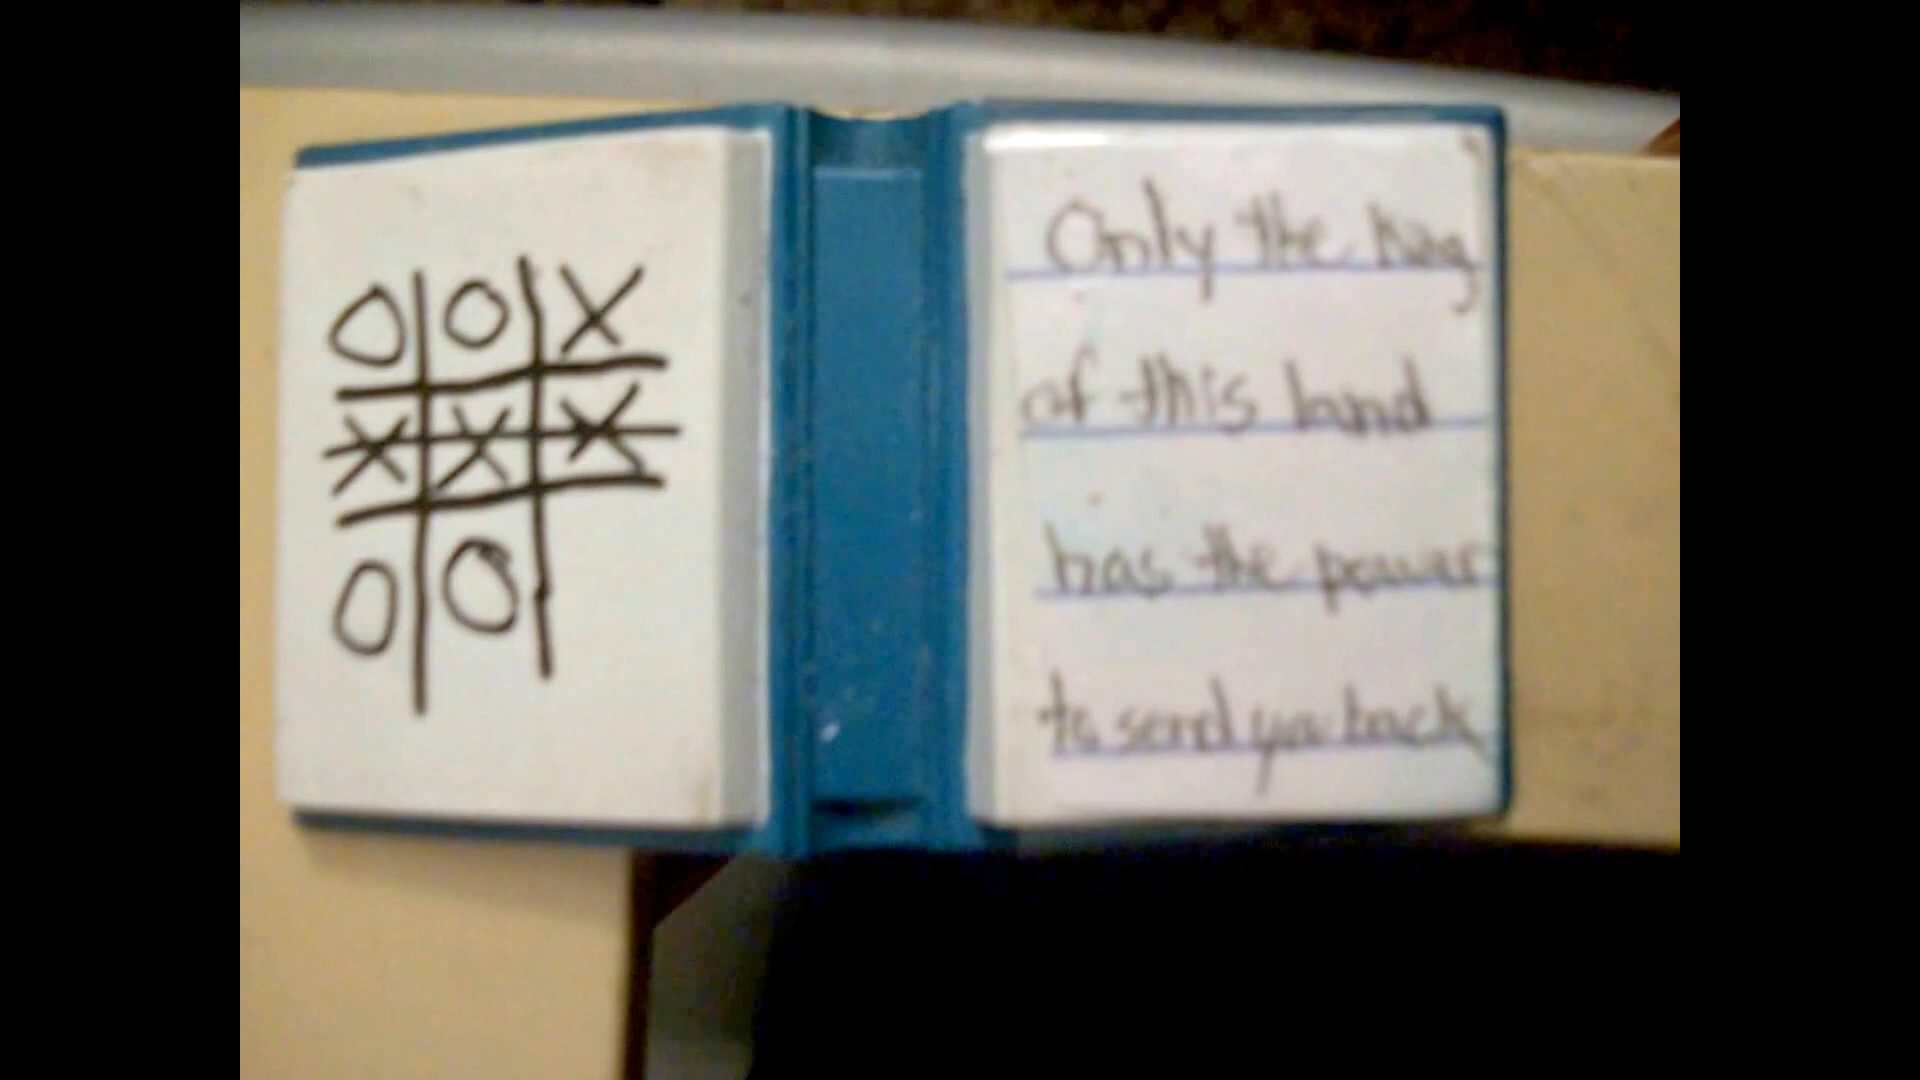 O O X
X X X
O O
Only the King
of this land
has the power
to send you back